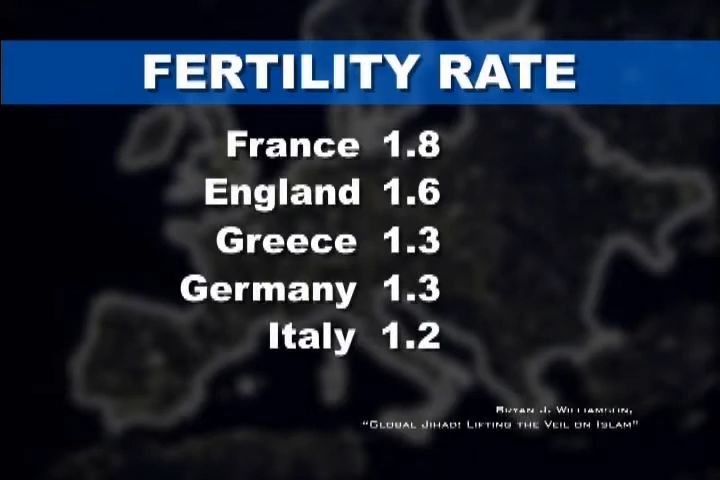 FERTILITY RATE
France 1.8
England 1.6
Greece 1.3
Germany 1.3
Italy 1.2
Bryan J. Williamson,
"Global Jihad: Lifting the Veil on Islam"